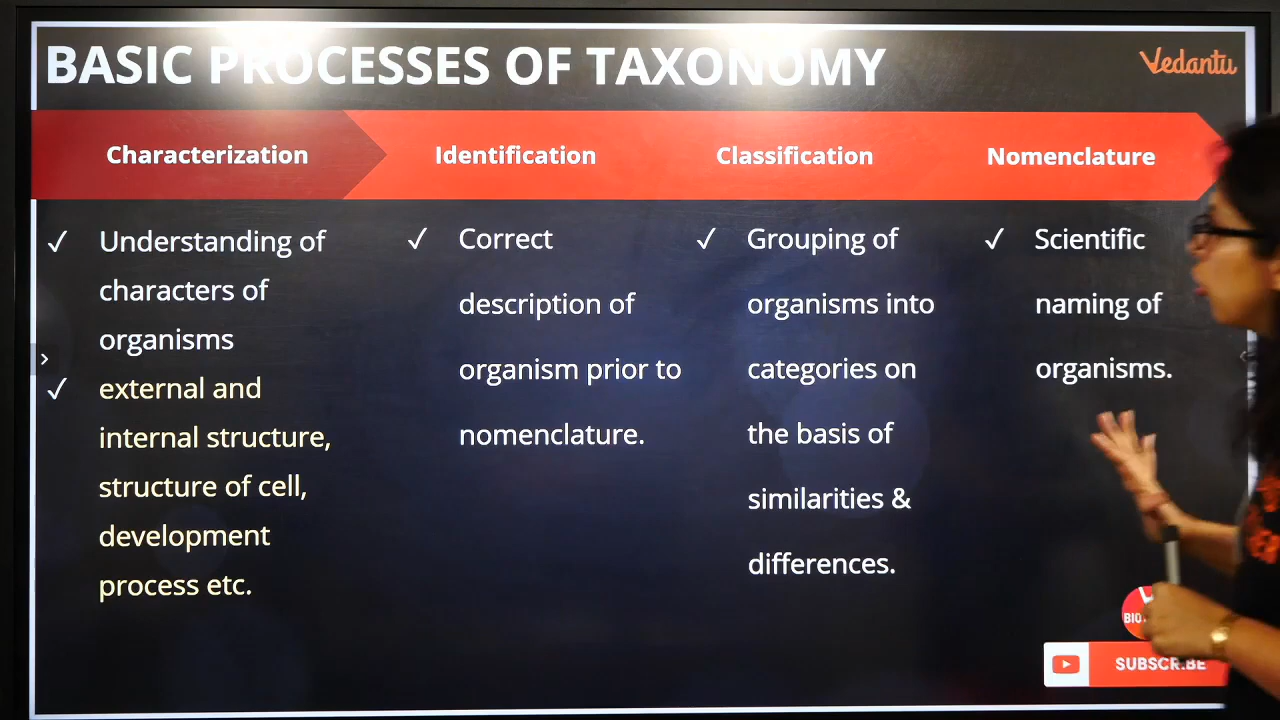 BASIC PROCESSES OF TAXONOMY
Vedantu
Characterization
Identification
Classification
Nomenclature
✓ Understanding of
characters of
organisms
✓ external and
internal structure,
structure of cell,
development
process etc.
✓ Correct
description of
organism prior to
nomenclature.
✓ Grouping of
organisms into
categories on
the basis of
similarities &
differences.
✓ Scientific
naming of
organisms.
SUBSCRIBE